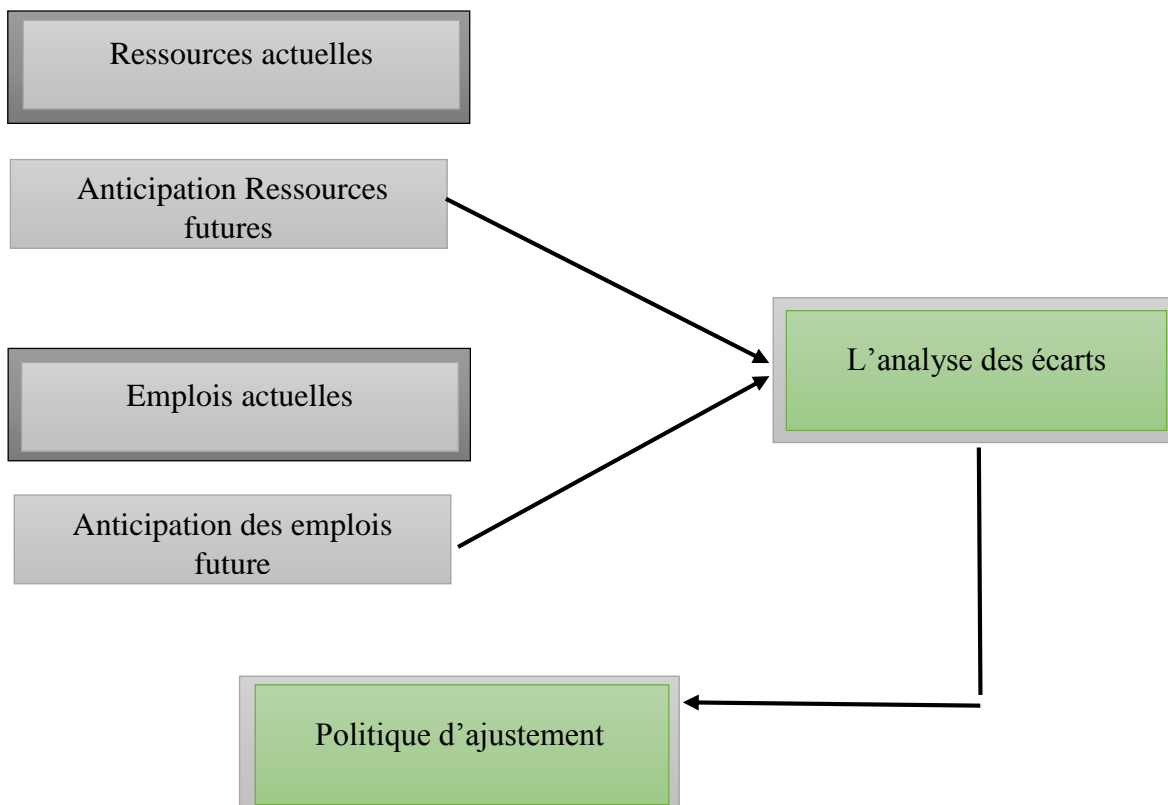 Ressources actuelles
Anticipation Ressources
futures
Emplois actuelles
Anticipation des emplois
future
L’analyse des écarts
Politique d’ajustement